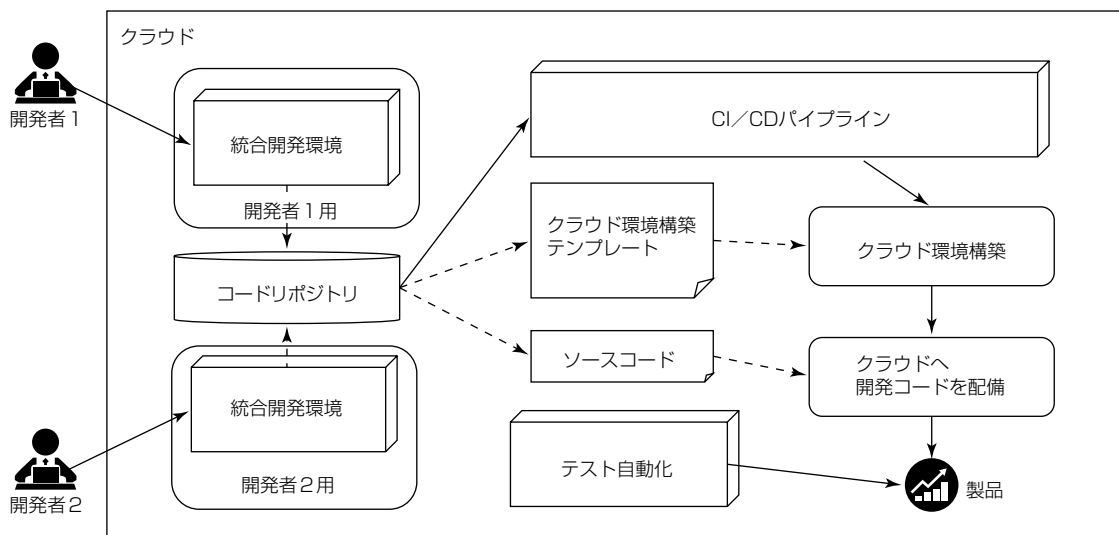 クラウド
開発者1
統合開発環境
開発者1用
コードリポジトリ
統合開発環境
開発者2用
開発者2
CI／CDパイプライン
クラウド環境構築
テンプレート
クラウド環境構築
ソースコード
クラウドへ
開発コードを配備
テスト自動化
製品